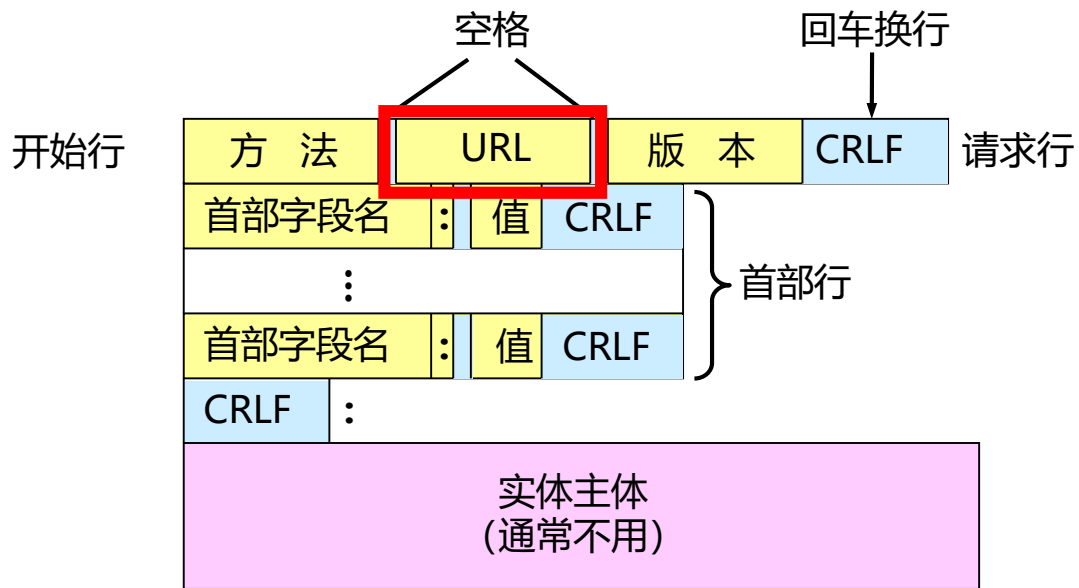 空格 回车换行
开始行 方 法 URL 版 本 CRLF 请求行
首部字段名 : 值 CRLF
⋮ 首部行
首部字段名 : 值 CRLF
CRLF :
实体主体
（通常不用）